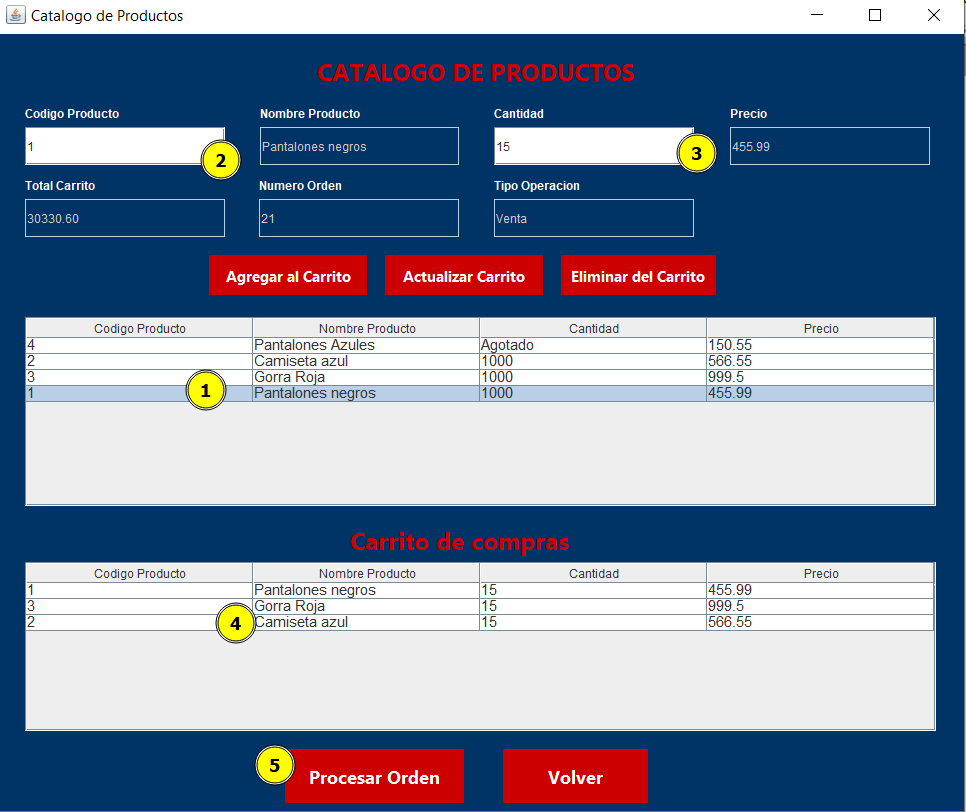 Catalogo de Productos
CATALOGO DE PRODUCTOS
Codigo Producto Nombre Producto Cantidad Precio
1 Pantalones negros 15 455.99
2 3
Total Carrito Numero Orden Tipo Operacion
30330.60 21 Venta
Agregar al Carrito Actualizar Carrito Eliminar del Carrito
Codigo Producto Nombre Producto Cantidad Precio
4 Pantalones Azules Agotado 150.55
2 Camiseta azul 1000 566.55
3 Gorra Roja 1000 999.5
1 1 Pantalones negros 1000 455.99
Carrito de compras
Codigo Producto Nombre Producto Cantidad Precio
1 Pantalones negros 15 455.99
3 Gorra Roja 15 999.5
2 4 Camiseta azul 15 566.55
5 Procesar Orden Volver